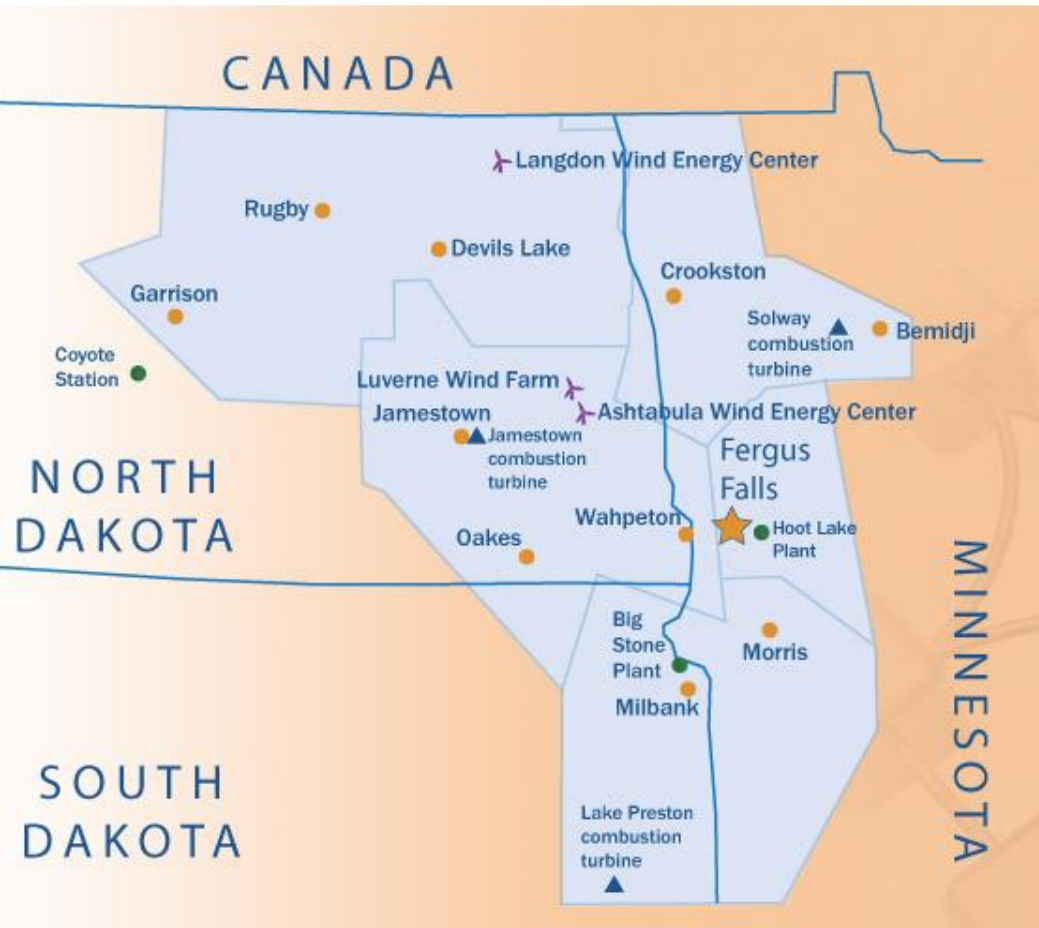 CANADA
Langdon Wind Energy Center
Rugby
Devils Lake
Crookston
Garrison
Solway
combustion
turbine
Bemidji
Coyote
Station
Luverne Wind Farm
Jamestown
Ashtabula Wind Energy Center
Jamestown
combustion
turbine
Fergus
Falls
NORTH
DAKOTA
Wahpeton
Oakes
Hoot Lake
Plant
MINNESOTA
Big
Stone
Plant
Morris
Milbank
SOUTH
DAKOTA
Lake Preston
combustion
turbine